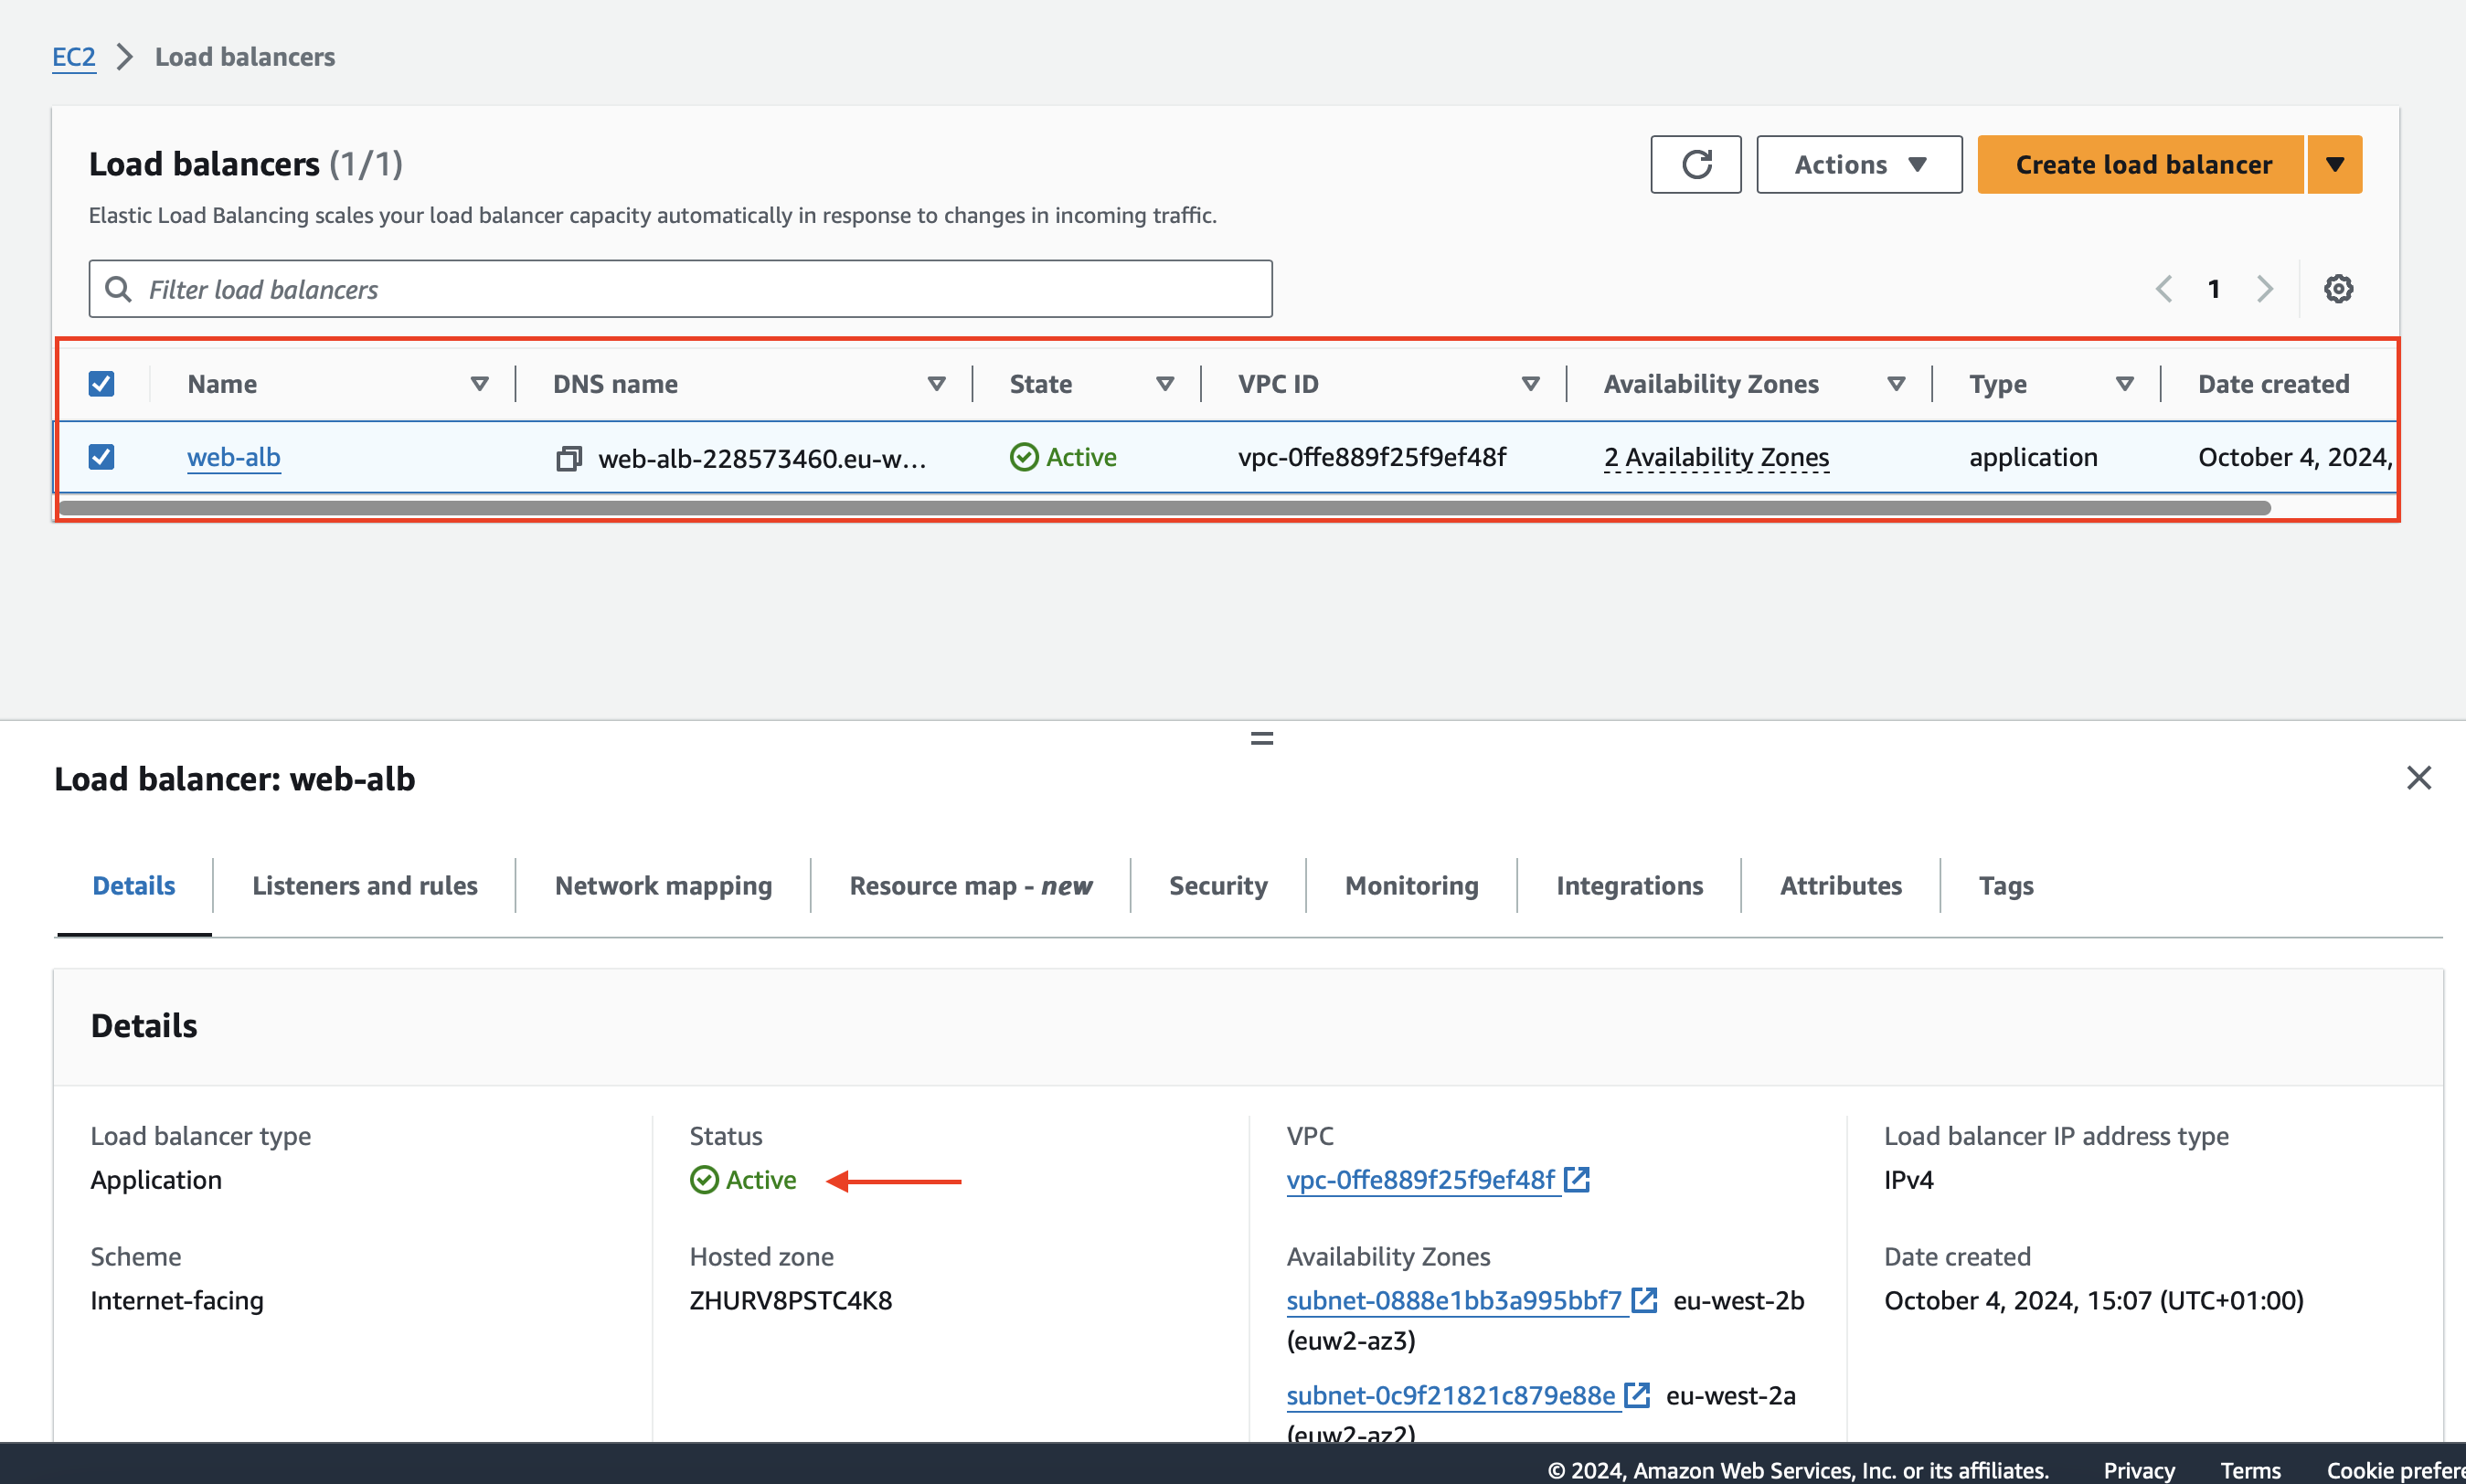 EC2 > Load balancers
Load balancers (1/1)
Actions
Create load balancer
Elastic Load Balancing scales your load balancer capacity automatically in response to changes in incoming traffic.
Filter load balancers
1
Name DNS name State VPC ID Availability Zones Type Date created
web-alb web-alb-228573460.eu-w... Active vpc-0ffe889f25f9ef48f 2 Availability Zones application October 4, 2024,
Load balancer: web-alb
Details Listeners and rules Network mapping Resource map - new Security Monitoring Integrations Attributes Tags
Details
Load balancer type Status VPC Load balancer IP address type
Application Active vpc-0ffe889f25f9ef48f IPv4
Scheme Hosted zone Availability Zones Date created
Internet-facing ZHURV8PSTC4K8 subnet-0888e1bb3a995bbf7 eu-west-2b October 4, 2024, 15:07 (UTC+01:00)
(euw2-az3)
subnet-0c9f21821c879e88e eu-west-2a
(euw2-az2)
© 2024, Amazon Web Services, Inc. or its affiliates. Privacy Terms Cookie prefere